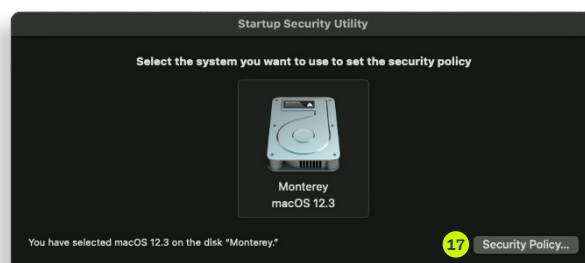 Startup Security Utility
Select the system you want to use to set the security policy
Monterey
macOS 12.3
You have selected macOS 12.3 on the disk "Monterey."
17
Security Policy...